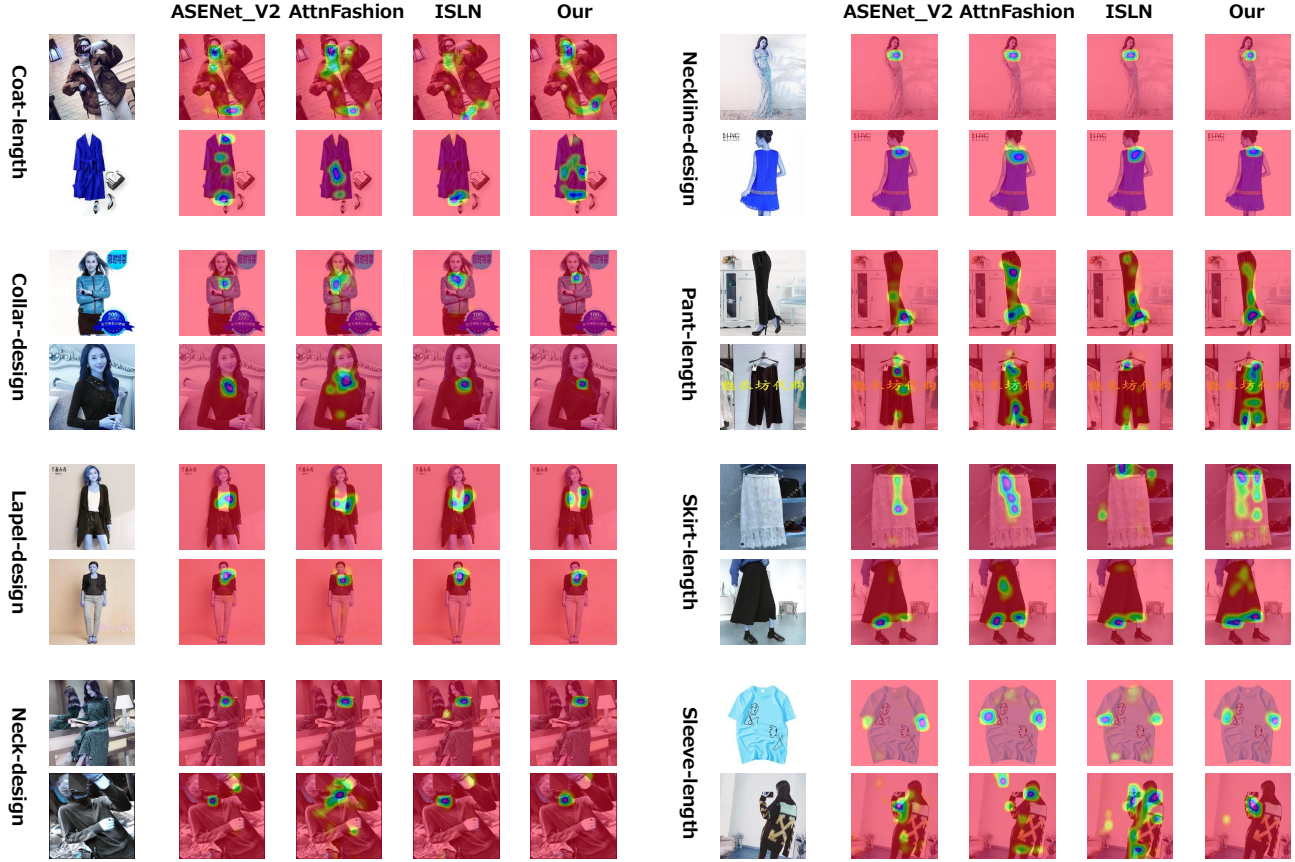 ASENet_V2 AttnFashion ISLN Our
ASENet_V2 AttnFashion ISLN Our
Coat-length
Collar-design
Lapel-design
Neck-design
Neckline-design
Pant-length
Skirt-length
Sleeve-length
100%